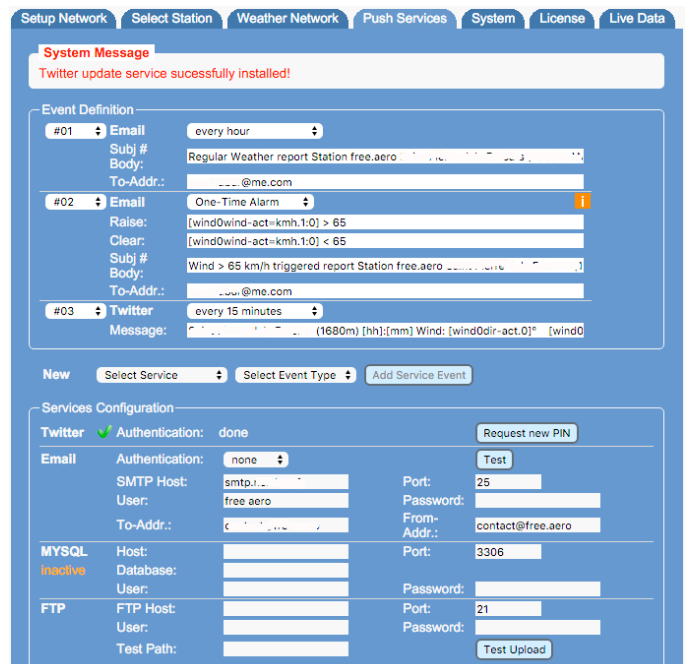 Setup Network Select Station Weather Network Push Services System License Live Data
System Message
Twitter update service sucessfully installed!
Event Definition
#01 Email every hour
Subj # Body: Regular Weather report Station free.aero
To-Addr.: @me.com
#02 Email One-Time Alarm i
Raise: [wind0wind-act=kmh.1:0] > 65
Clear: [wind0wind-act=kmh.1:0] < 65
Subj # Body: Wind > 65 km/h triggered report Station free.aero
To-Addr.: @me.com
#03 Twitter every 15 minutes
Message: (1680m) [hh]:[mm] Wind: [wind0dir-act.0]° [wind0
New Select Service Select Event Type Add Service Event
Services Configuration
Twitter Authentication: done Request new PIN
Email Authentication: none Test
SMTP Host: smtp. Port: 25
User: free aero Password:
To-Addr.: From-Addr.: contact@free.aero
MYSQL Host: Port: 3306
inactive Database:
User: Password:
FTP FTP Host: Port: 21
User: Password:
Test Path: Test Upload